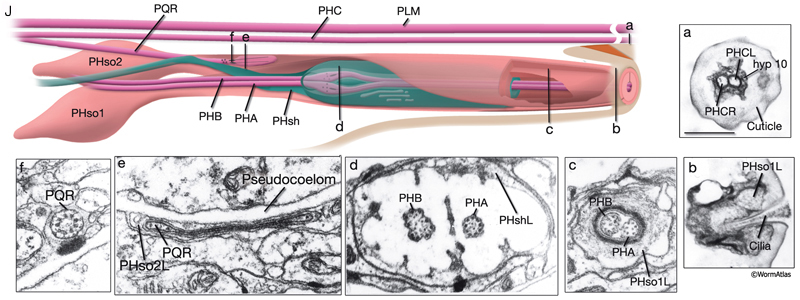 J
PQR
PHC
PLM
a
f
e
PHso2
PHso1
PHB
PHA
PHsh
d
c
b
a
PHCL
hyp 10
PHCR
Cuticle
f
PQR
e
Pseudocoelom
PQR
PHso2L
d
PHB
PHA
PHshL
c
PHB
PHA
PHso1L
b
PHso1L
Cilia
©WormAtlas